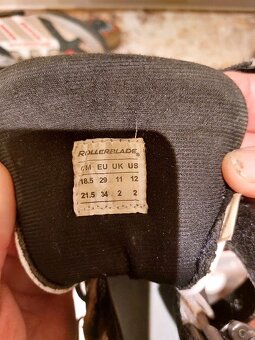 ROLLERBLADE
CM EU UK US
18.5 29 11 12
21.5 34 2 2